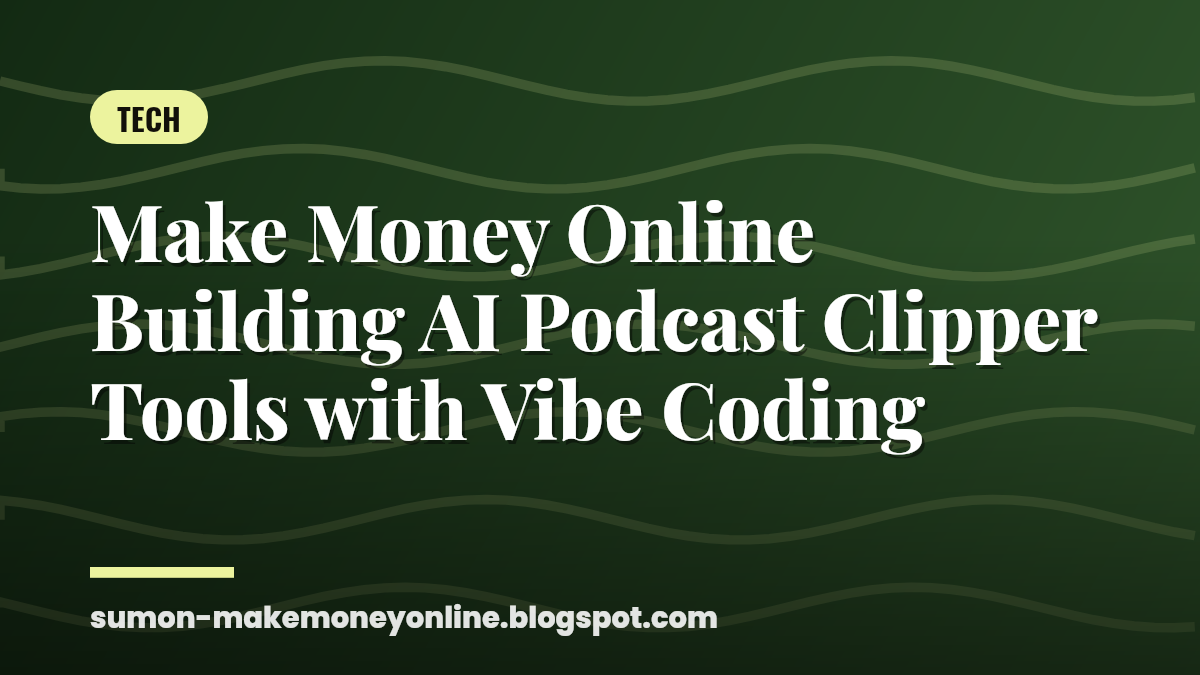 TECH
Make Money Online
Building AI Podcast Clipper
Tools with Vibe Coding
sumon-makemoneyonline.blogspot.com